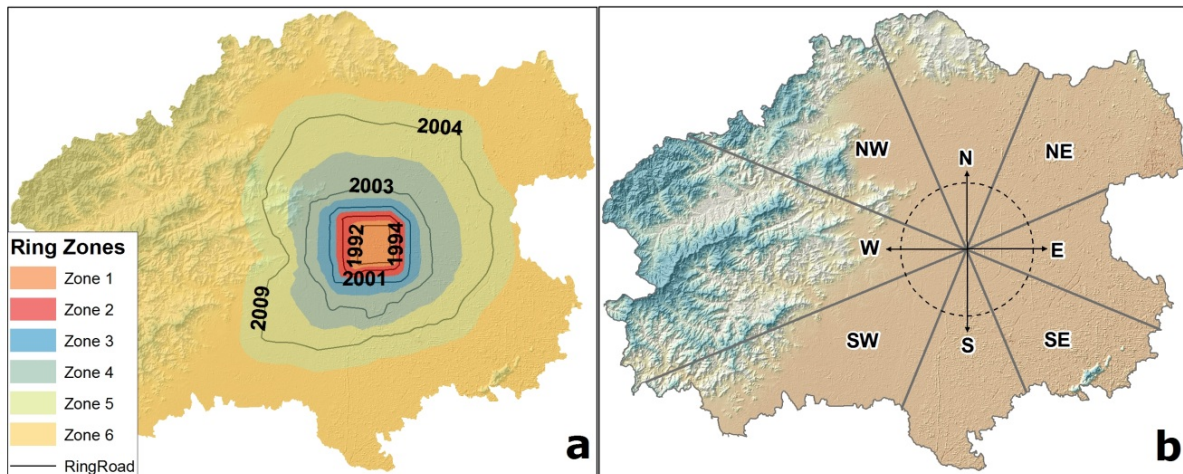 2004
2003
1992
1994
2001
2009
Ring Zones
Zone 1
Zone 2
Zone 3
Zone 4
Zone 5
Zone 6
RingRoad
a
NW
N
NE
W
E
SW
S
SE
b